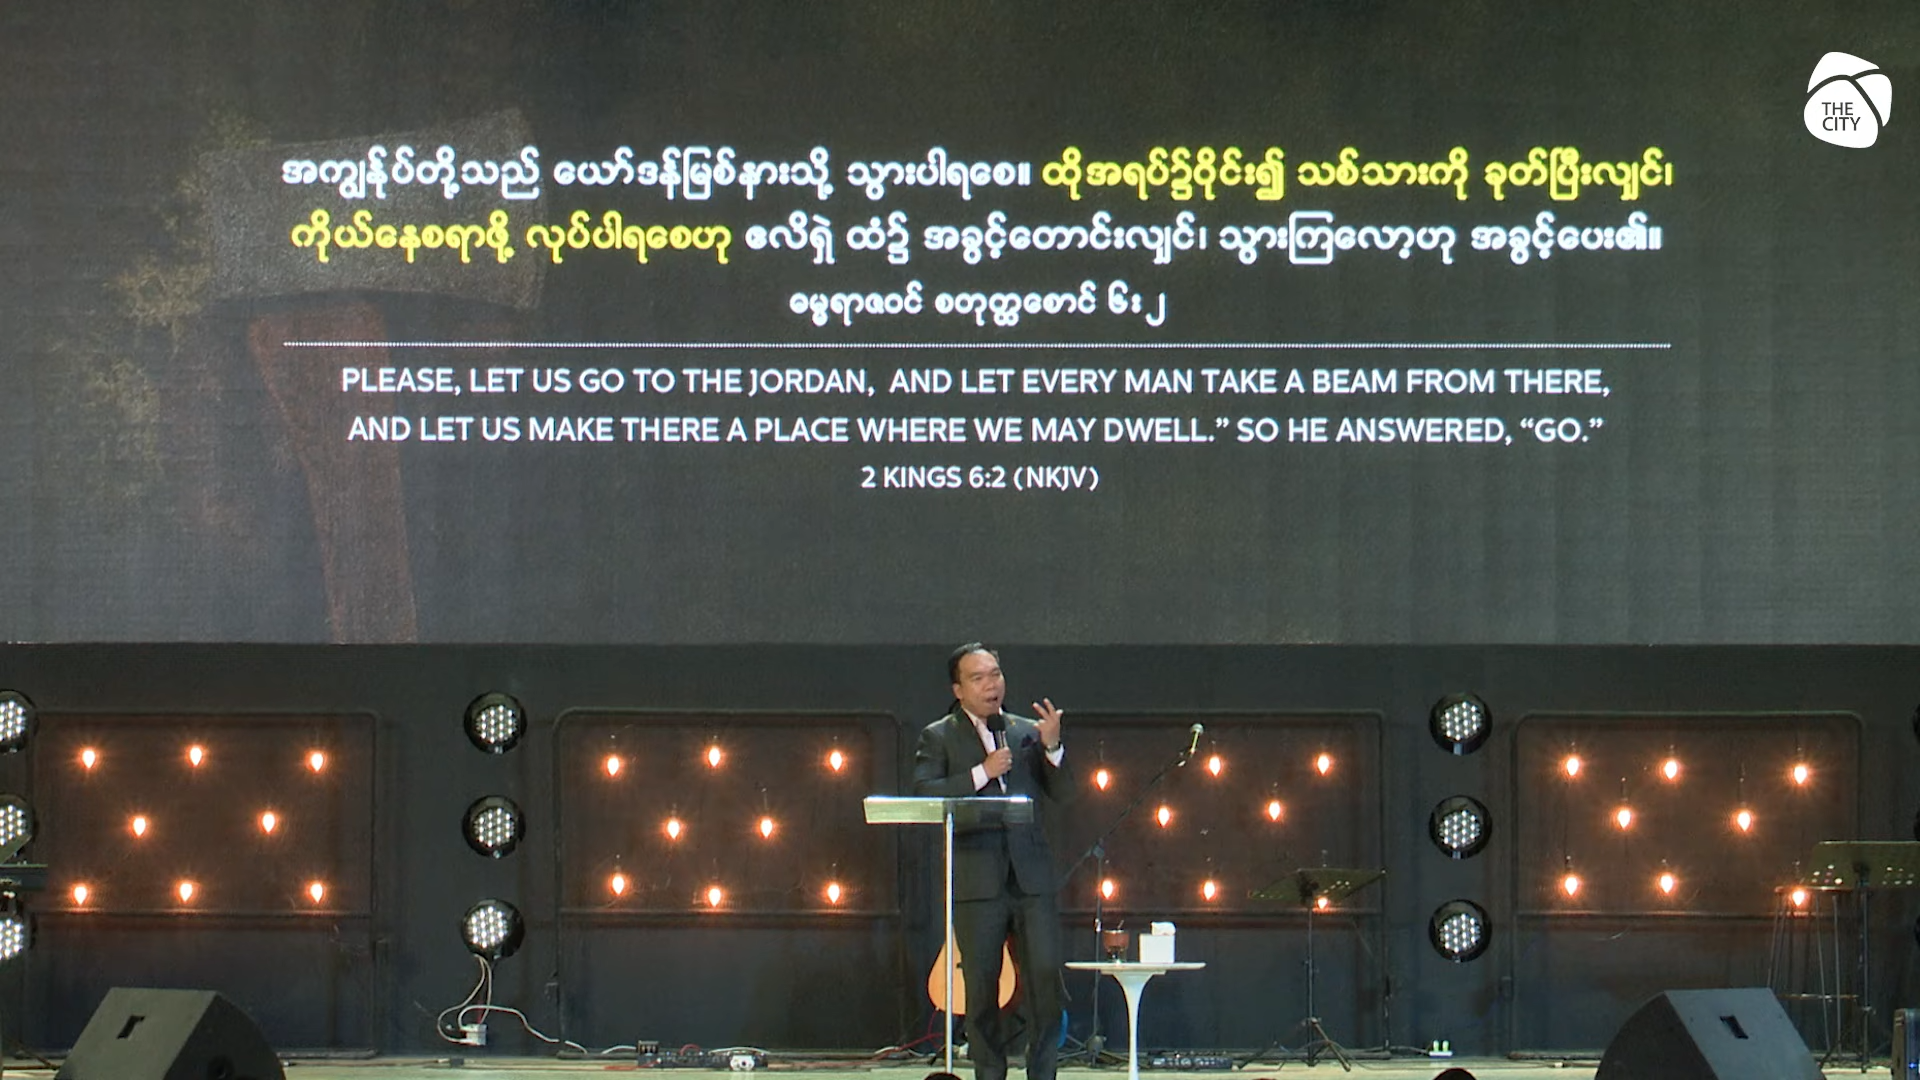 THE
CITY
အကျွန်ုပ်တို့သည် ယော်ဒန်မြစ်နားသို့ သွားပါရစေ။ ထိုအရပ်၌ဝိုင်း၍ သစ်သားကို ခုတ်ပြီးလျှင်၊
ကိုယ်နေစရာဖို့ လုပ်ပါရစေဟု ဧလိရှဲ ထံ၌ အခွင့်တောင်းလျှင်၊ သွားကြလော့ဟု အခွင့်ပေး၏။
ဓမ္မရာဇဝင် စတုတ္ထစောင် ၆း၂
PLEASE, LET US GO TO THE JORDAN, AND LET EVERY MAN TAKE A BEAM FROM THERE,
AND LET US MAKE THERE A PLACE WHERE WE MAY DWELL.” SO HE ANSWERED, “GO.”
2 KINGS 6:2 (NKJV)